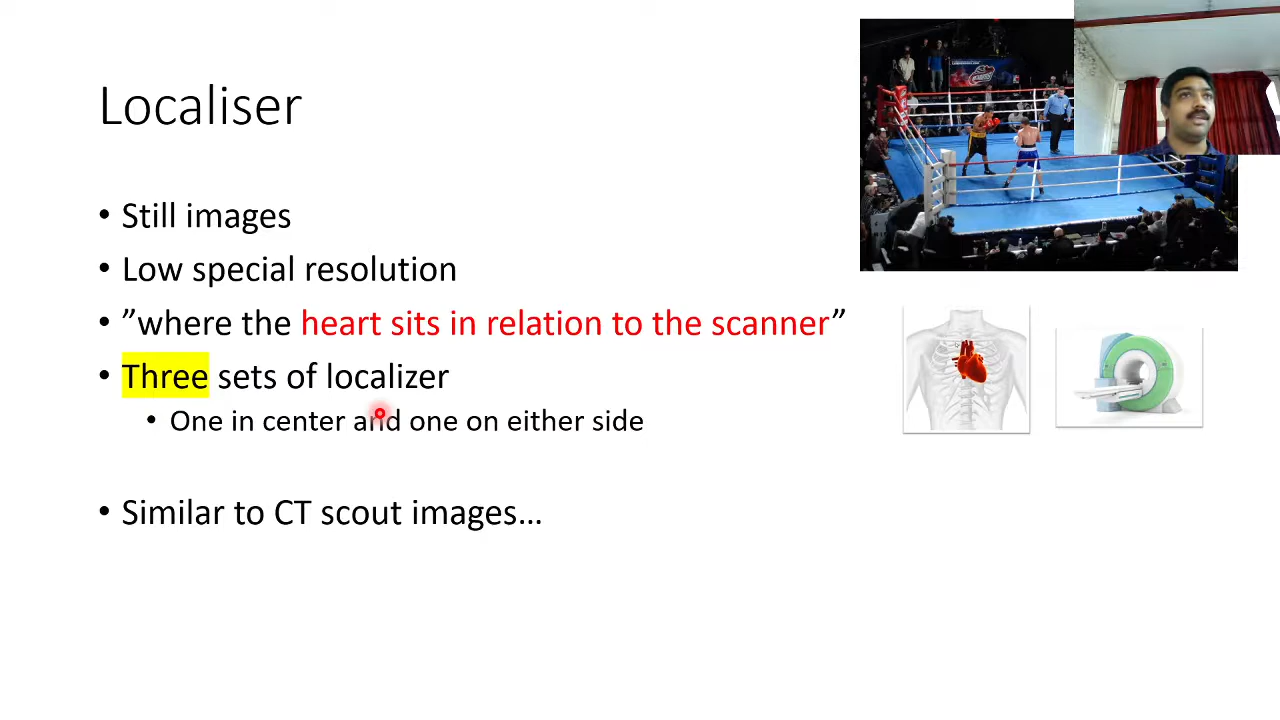 Localiser
• Still images
• Low special resolution
• ”where the heart sits in relation to the scanner”
• Three sets of localizer
• One in center and one on either side
• Similar to CT scout images…